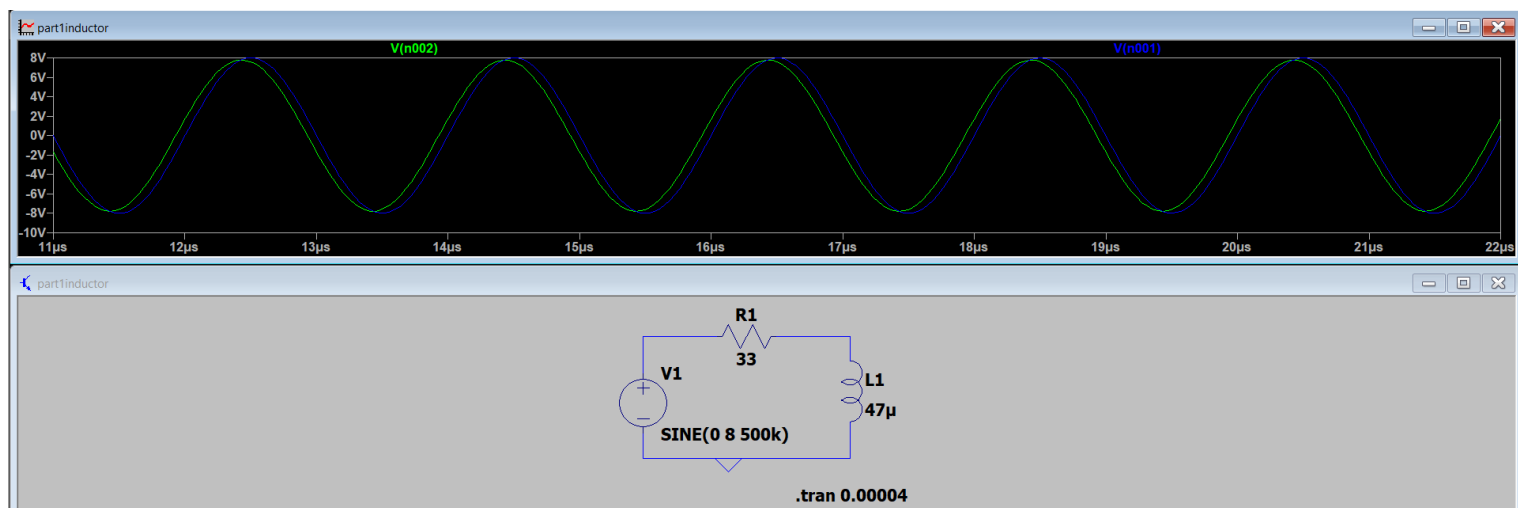 part1inductor
V(n002) V(n001)
8V
6V
4V
2V
0V
-2V
-4V
-6V
-8V
-10V
11µs 12µs 13µs 14µs 15µs 16µs 17µs 18µs 19µs 20µs 21µs 22µs
part1inductor
R1
33
V1
L1
47µ
SINE(0 8 500k)
.tran 0.00004